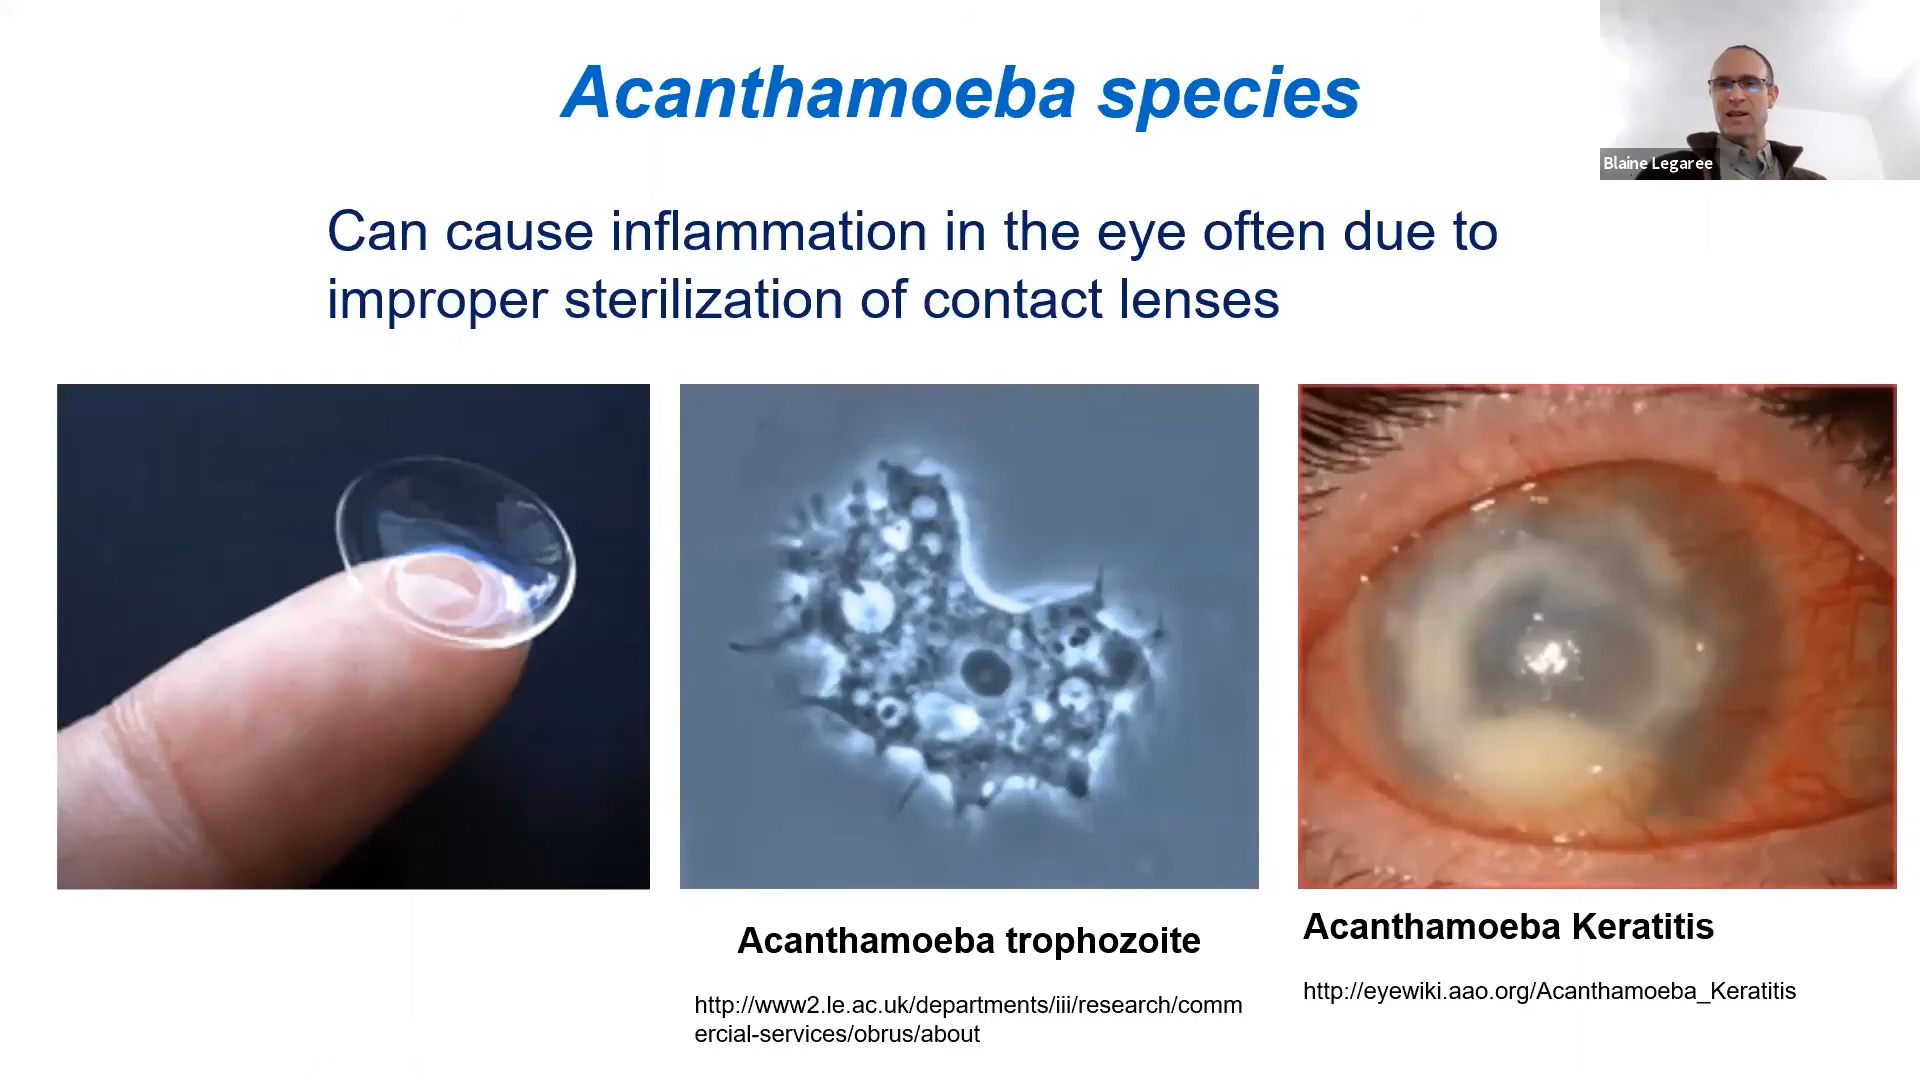 Acanthamoeba species
Blaine Legaree
Can cause inflammation in the eye often due to
improper sterilization of contact lenses
Acanthamoeba trophozoite
http://www2.le.ac.uk/departments/iii/research/comm
ercial-services/obrus/about
Acanthamoeba Keratitis
http://eyewiki.aao.org/Acanthamoeba_Keratitis